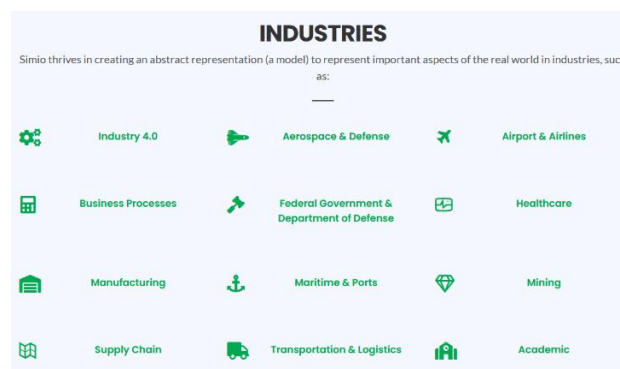 INDUSTRIES
Simio thrives in creating an abstract representation (a model) to represent important aspects of the real world in industries, suc
as:
Industry 4.0
Aerospace & Defense
Airport & Airlines
Business Processes
Federal Government &
Department of Defense
Healthcare
Manufacturing
Maritime & Ports
Mining
Supply Chain
Transportation & Logistics
Academic